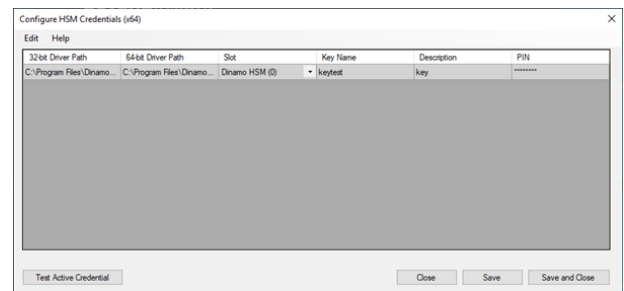 Configure HSM Credentials (x64)
Edit Help
32-bit Driver Path 64-bit Driver Path Slot Key Name Description PIN
C:\Program Files\Dinamo... C:\Program Files\Dinamo... Dinamo HSM (0) keytest key ********
Test Active Credential Close Save Save and Close